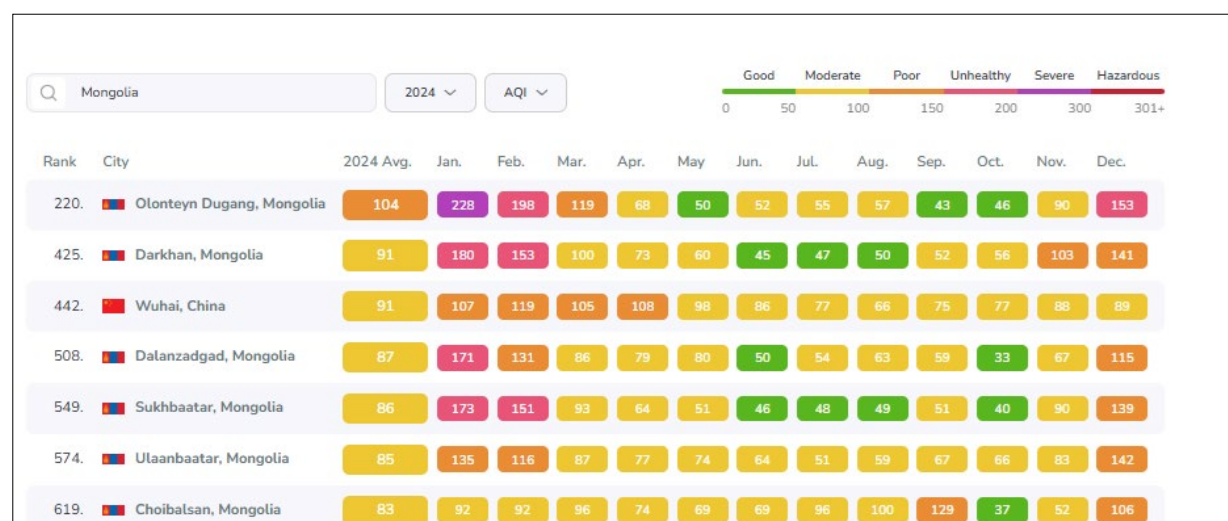 Good Moderate Poor Unhealthy Severe Hazardous
Mongolia 2024 AQI
0 50 100 150 200 300 301+
Rank City 2024 Avg. Jan. Feb. Mar. Apr. May Jun. Jul. Aug. Sep. Oct. Nov. Dec.
220. Olonteyn Dugang, Mongolia 104 228 198 119 68 50 52 55 57 43 46 90 153
425. Darkhan, Mongolia 91 180 153 100 73 60 45 47 50 52 56 103 141
442. Wuhai, China 91 107 119 105 108 98 86 77 66 75 77 88 89
508. Dalanzadgad, Mongolia 87 171 131 86 79 80 50 54 63 59 33 67 115
549. Sukhbaatar, Mongolia 86 173 151 93 64 51 46 48 49 51 40 90 139
574. Ulaanbaatar, Mongolia 85 135 116 87 77 74 64 51 59 67 66 83 142
619. Choibalsan, Mongolia 83 92 92 96 74 69 69 96 100 129 37 52 106